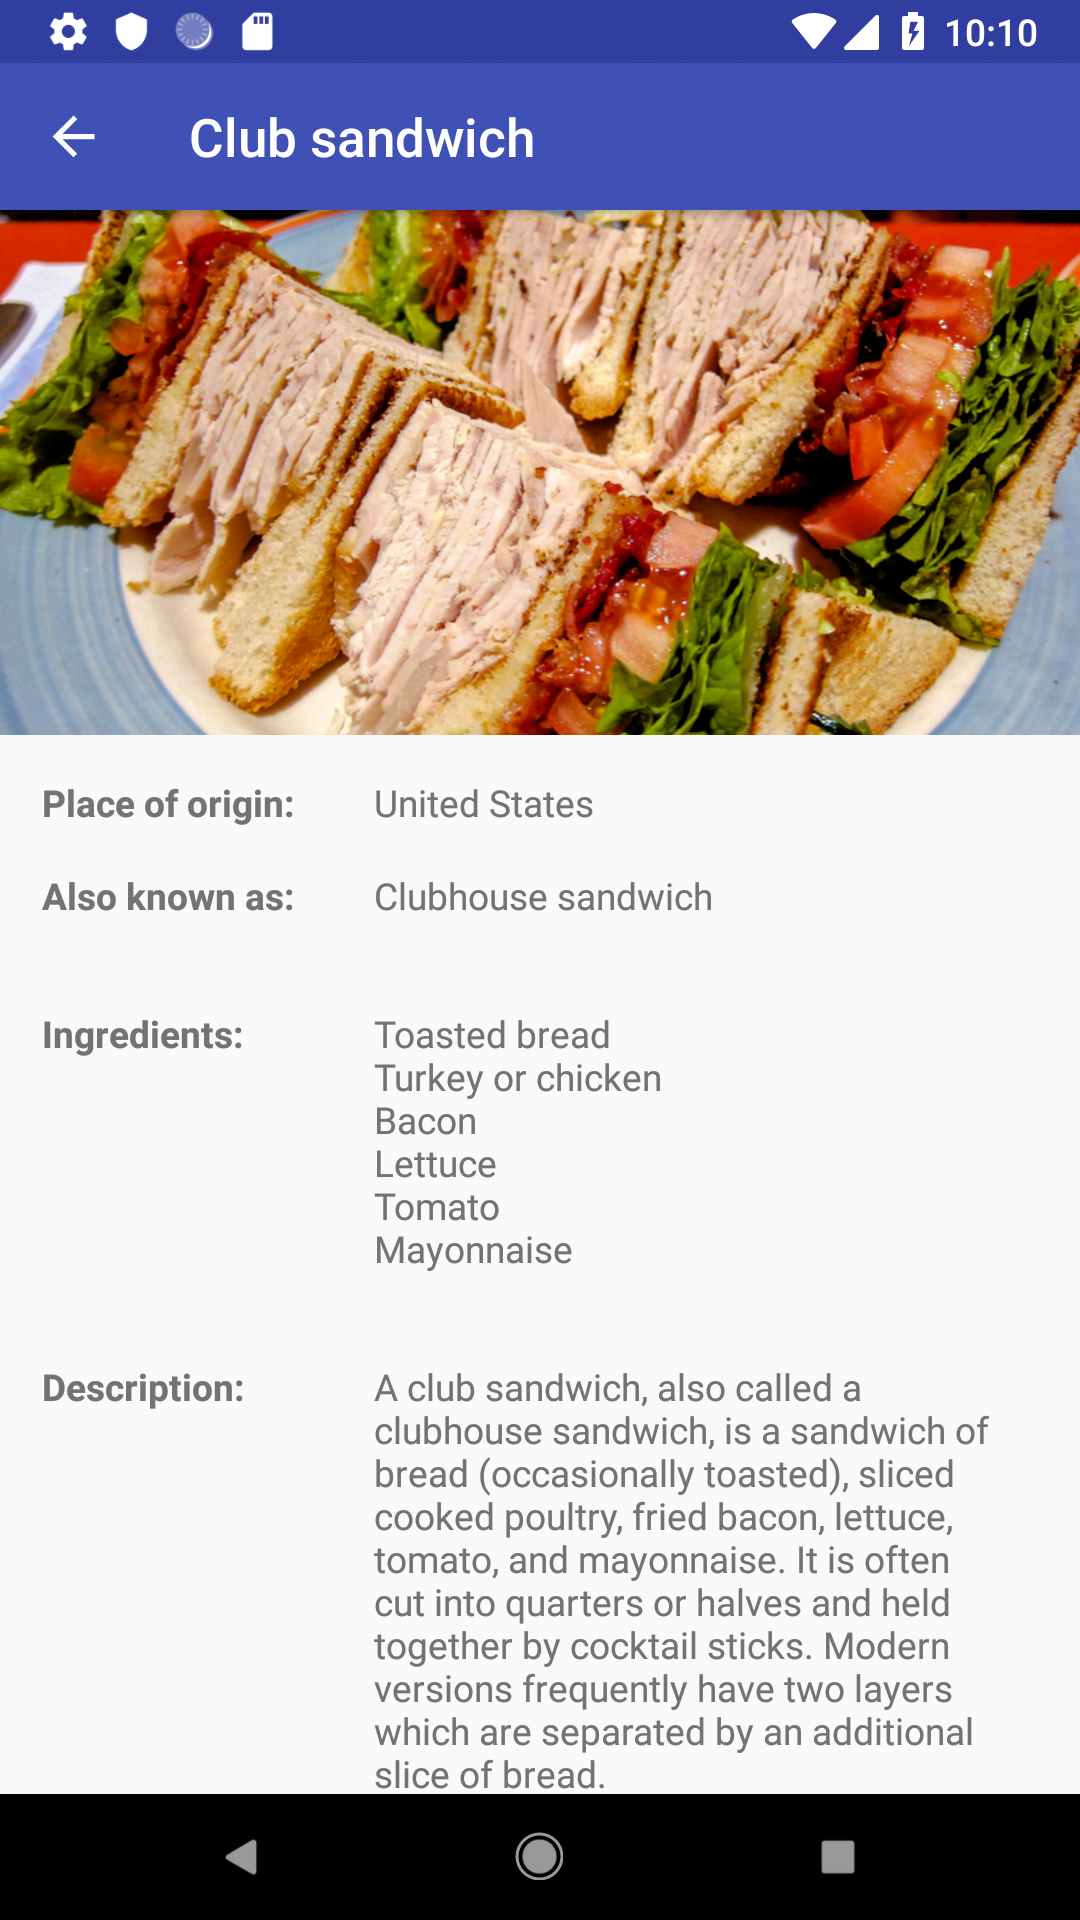 10:10
Club sandwich
Place of origin: United States
Also known as: Clubhouse sandwich
Ingredients: Toasted bread
Turkey or chicken
Bacon
Lettuce
Tomato
Mayonnaise
Description: A club sandwich, also called a
clubhouse sandwich, is a sandwich of
bread (occasionally toasted), sliced
cooked poultry, fried bacon, lettuce,
tomato, and mayonnaise. It is often
cut into quarters or halves and held
together by cocktail sticks. Modern
versions frequently have two layers
which are separated by an additional
slice of bread.